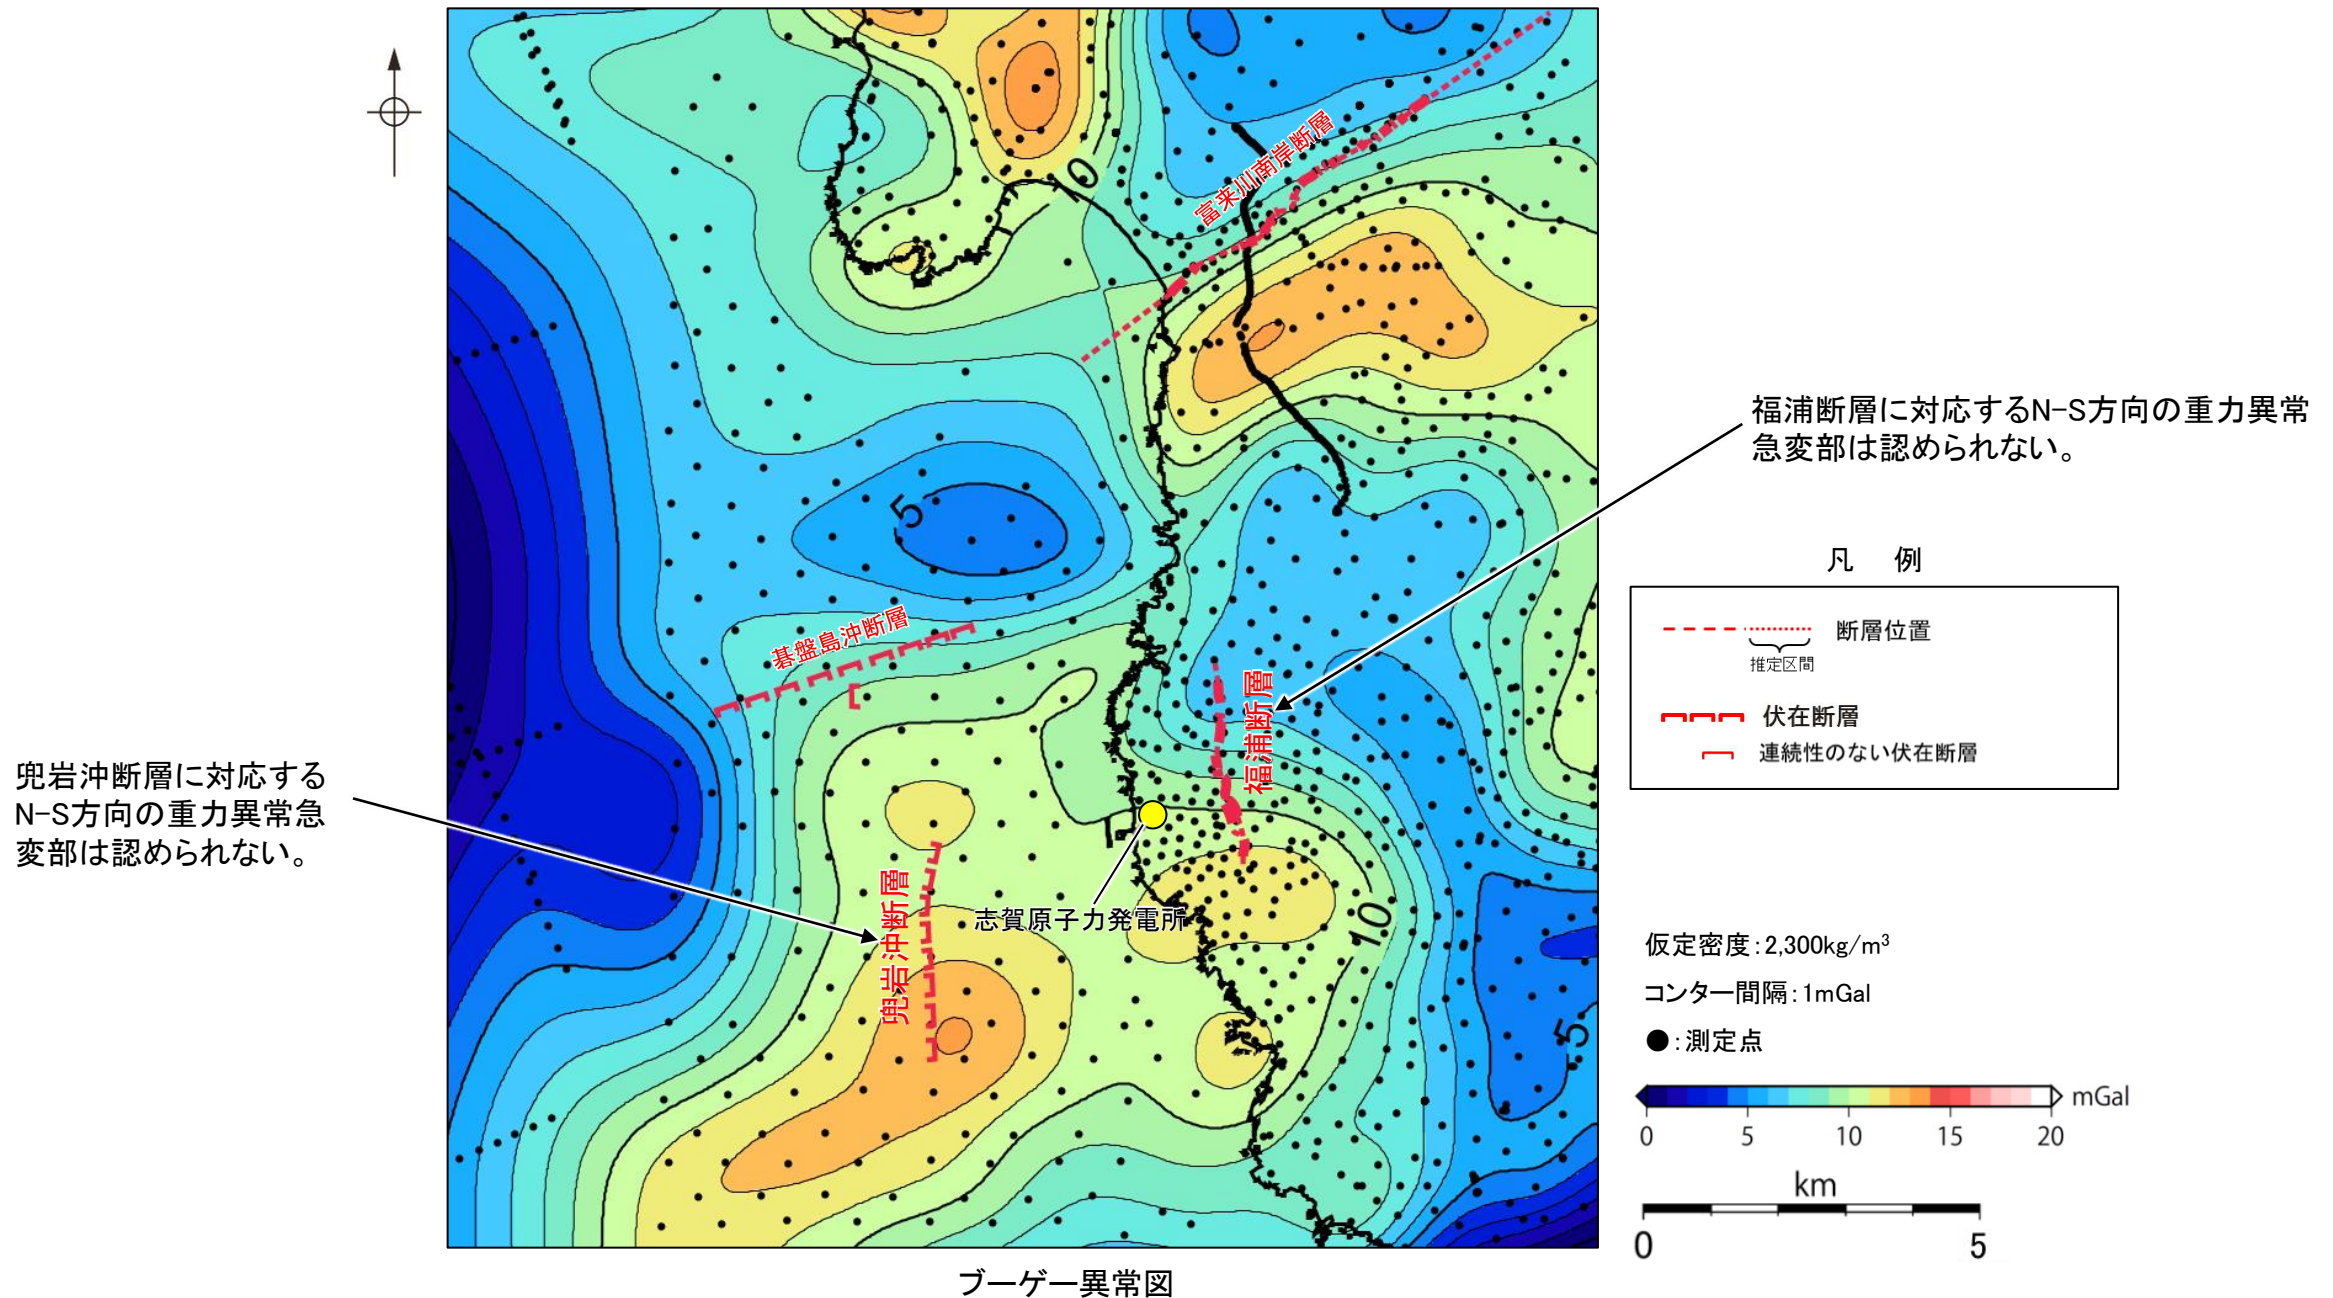 富来川南岸断層
10
福浦断層に対応するN-S方向の重力異常
急変部は認められない。
5
凡　例
断層位置
推定区間
伏在断層
連続性のない伏在断層
碁盤島沖断層
福浦断層
兜岩沖断層に対応する
N-S方向の重力異常急
変部は認められない。
兜岩沖断層
志賀原子力発電所
10
5
仮定密度：2,300kg/m³
コンター間隔：1mGal
●：測定点
mGal
0 5 10 15 20
km
0 5
ブーゲー異常図